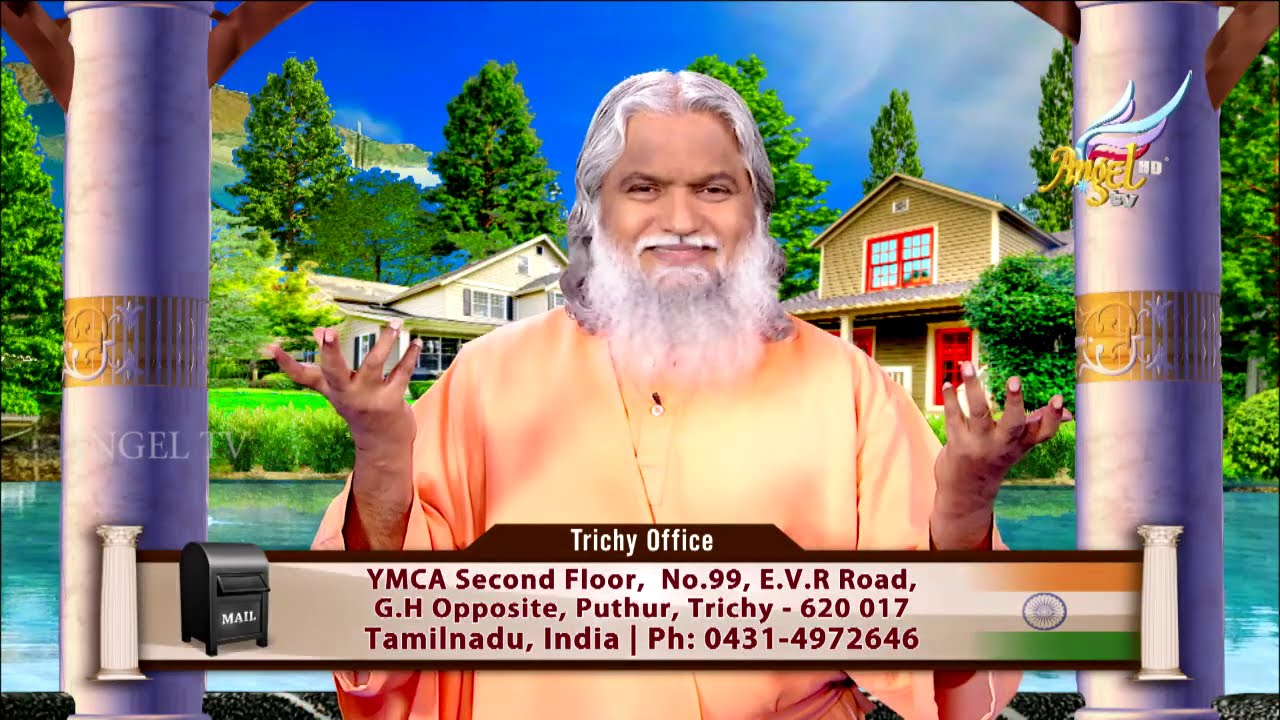 Angel HD
tv
ANGEL TV
Trichy Office
YMCA Second Floor, No.99, E.V.R Road,
G.H Opposite, Puthur, Trichy - 620 017
Tamilnadu, India | Ph: 0431-4972646
MAIL